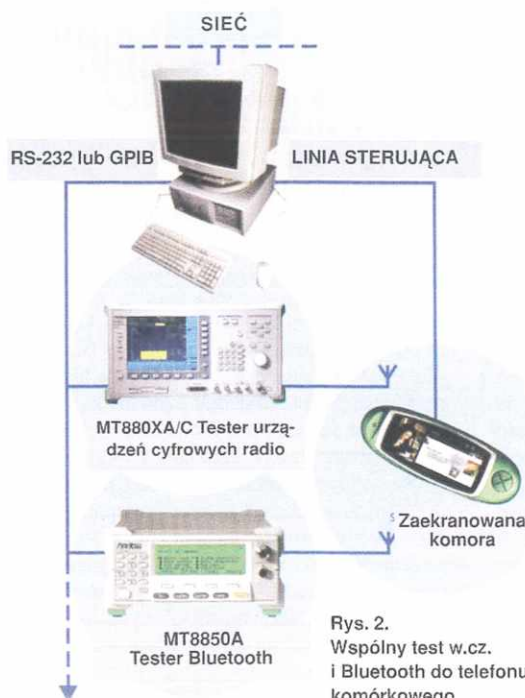 SIEĆ
RS-232 lub GPIB
LINIA STERUJĄCA
MT880XA/C Tester urzą-
dzeń cyfrowych radio
Zaekranowana
komora
MT8850A
Tester Bluetooth
Rys. 2.
Wspólny test w.cz.
i Bluetooth do telefonu
komórkowego